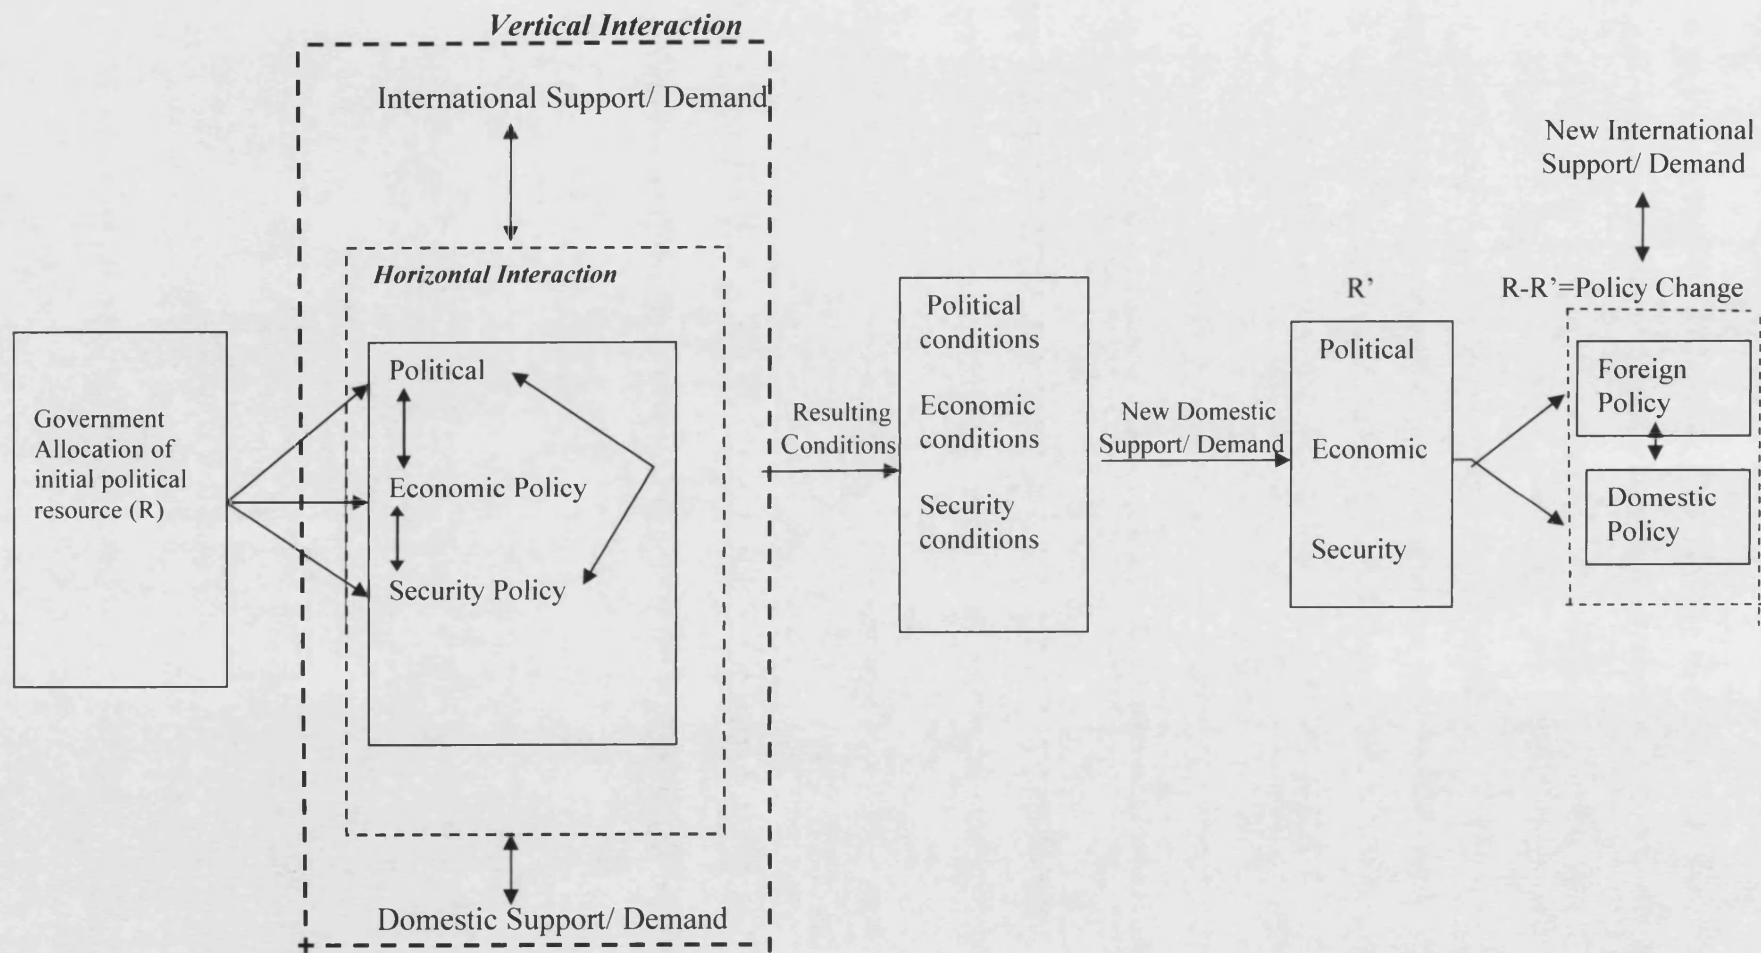 Vertical Interaction
International Support/ Demand
Horizontal Interaction
Government
Allocation of
initial political
resource (R)
Political
Economic Policy
Security Policy
Domestic Support/ Demand
Resulting
Conditions
Political
conditions
Economic
conditions
Security
conditions
New Domestic
Support/ Demand
R’
Political
Economic
Security
New International
Support/ Demand
R-R’=Policy Change
Foreign
Policy
Domestic
Policy